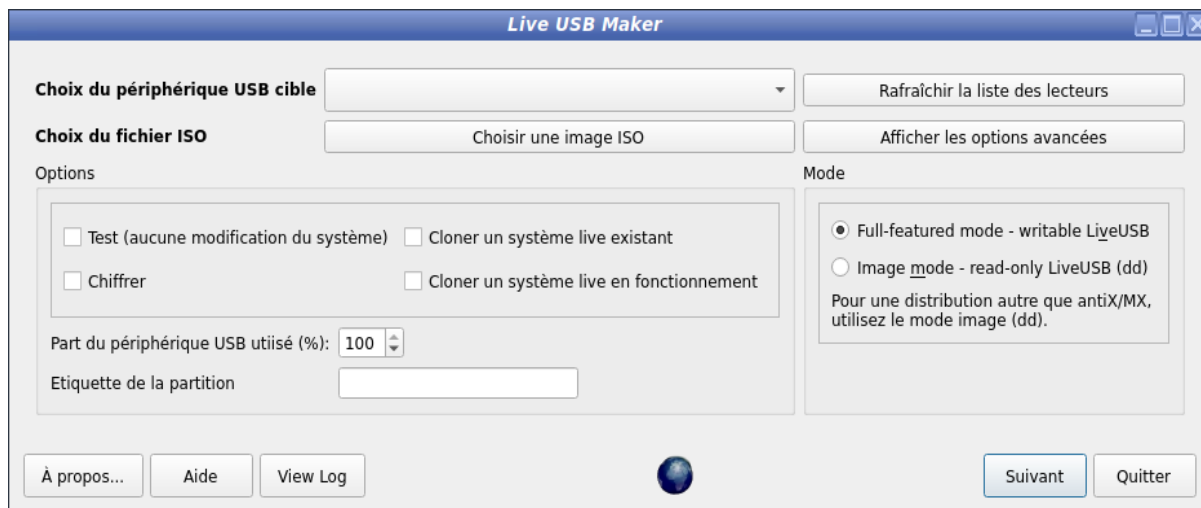 Live USB Maker
Choix du périphérique USB cible
Rafraîchir la liste des lecteurs
Choix du fichier ISO
Choisir une image ISO
Afficher les options avancées
Options
Mode
Test (aucune modification du système)
Cloner un système live existant
Chiffrer
Cloner un système live en fonctionnement
Full-featured mode - writable LiveUSB
Image mode - read-only LiveUSB (dd)
Pour une distribution autre que antiX/MX,
utilisez le mode image (dd).
Part du périphérique USB utiisé (%): 100
Etiquette de la partition
À propos...
Aide
View Log
Suivant
Quitter